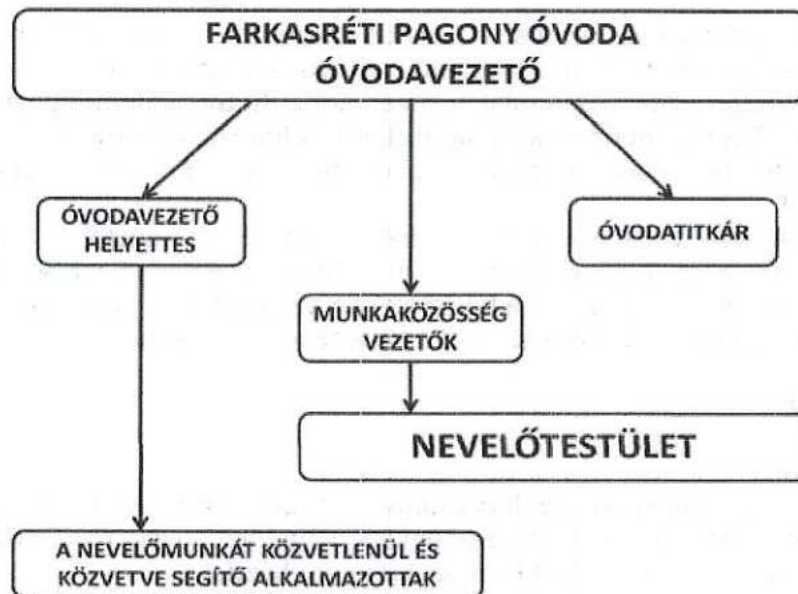 FARKASRÉTI PAGONY ÓVODA
ÓVODAVEZETŐ
ÓVODAVEZETŐ
HELYETTES
ÓVODATITKÁR
MUNKAKÖZÖSSÉG
VEZETŐK
NEVELŐTESTÜLET
A NEVELŐMUNKÁT KÖZVETLENÜL ÉS
KÖZVETVE SEGÍTŐ ALKALMAZOTTAK